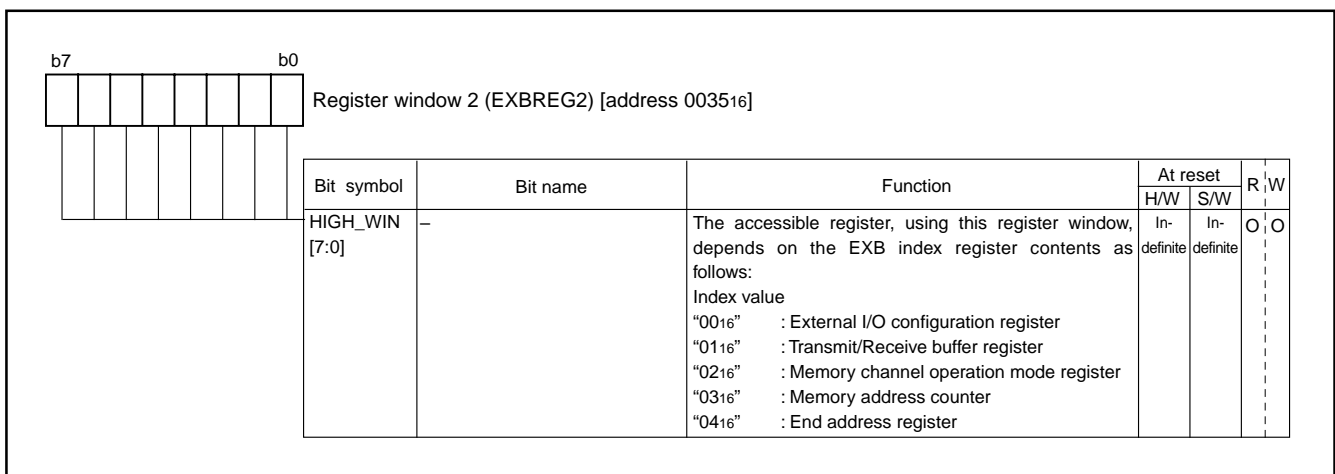 b7 b0
Register window 2 (EXBREG2) [address 003516]
Bit symbol Bit name Function At reset R W
H/W S/W
HIGH_WIN – The accessible register, using this register window, In- In- O O
[7:0] depends on the EXB index register contents as definite definite
follows:
Index value
“0016” : External I/O configuration register
“0116” : Transmit/Receive buffer register
“0216” : Memory channel operation mode register
“0316” : Memory address counter
“0416” : End address register